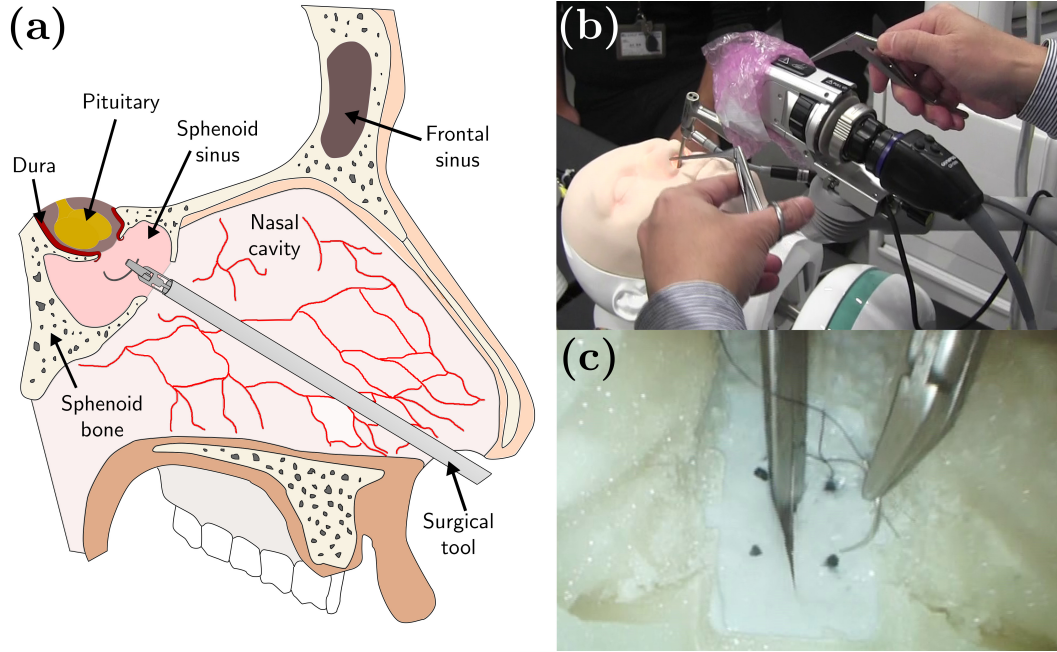 (a)
Pituitary
Sphenoid
sinus
Dura
Frontal
sinus
Nasal
cavity
Sphenoid
bone
Surgical
tool
(b)
(c)